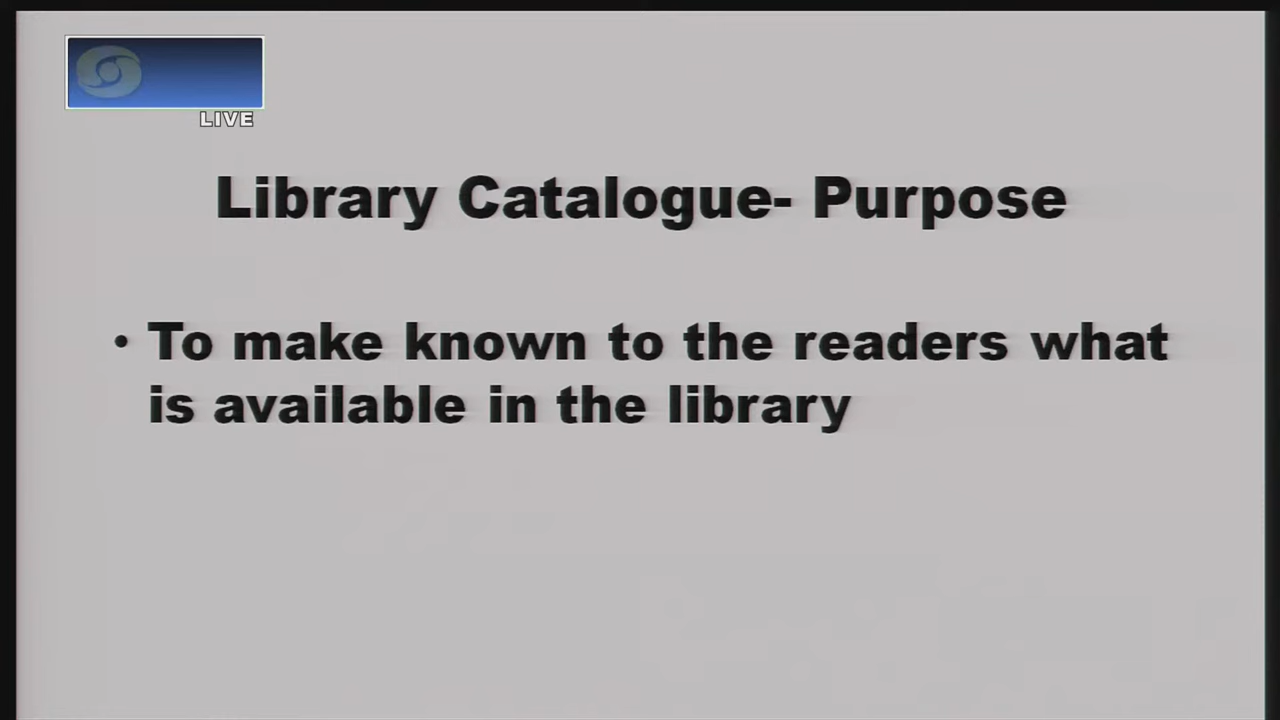 LIVE
Library Catalogue- Purpose
• To make known to the readers what
is available in the library